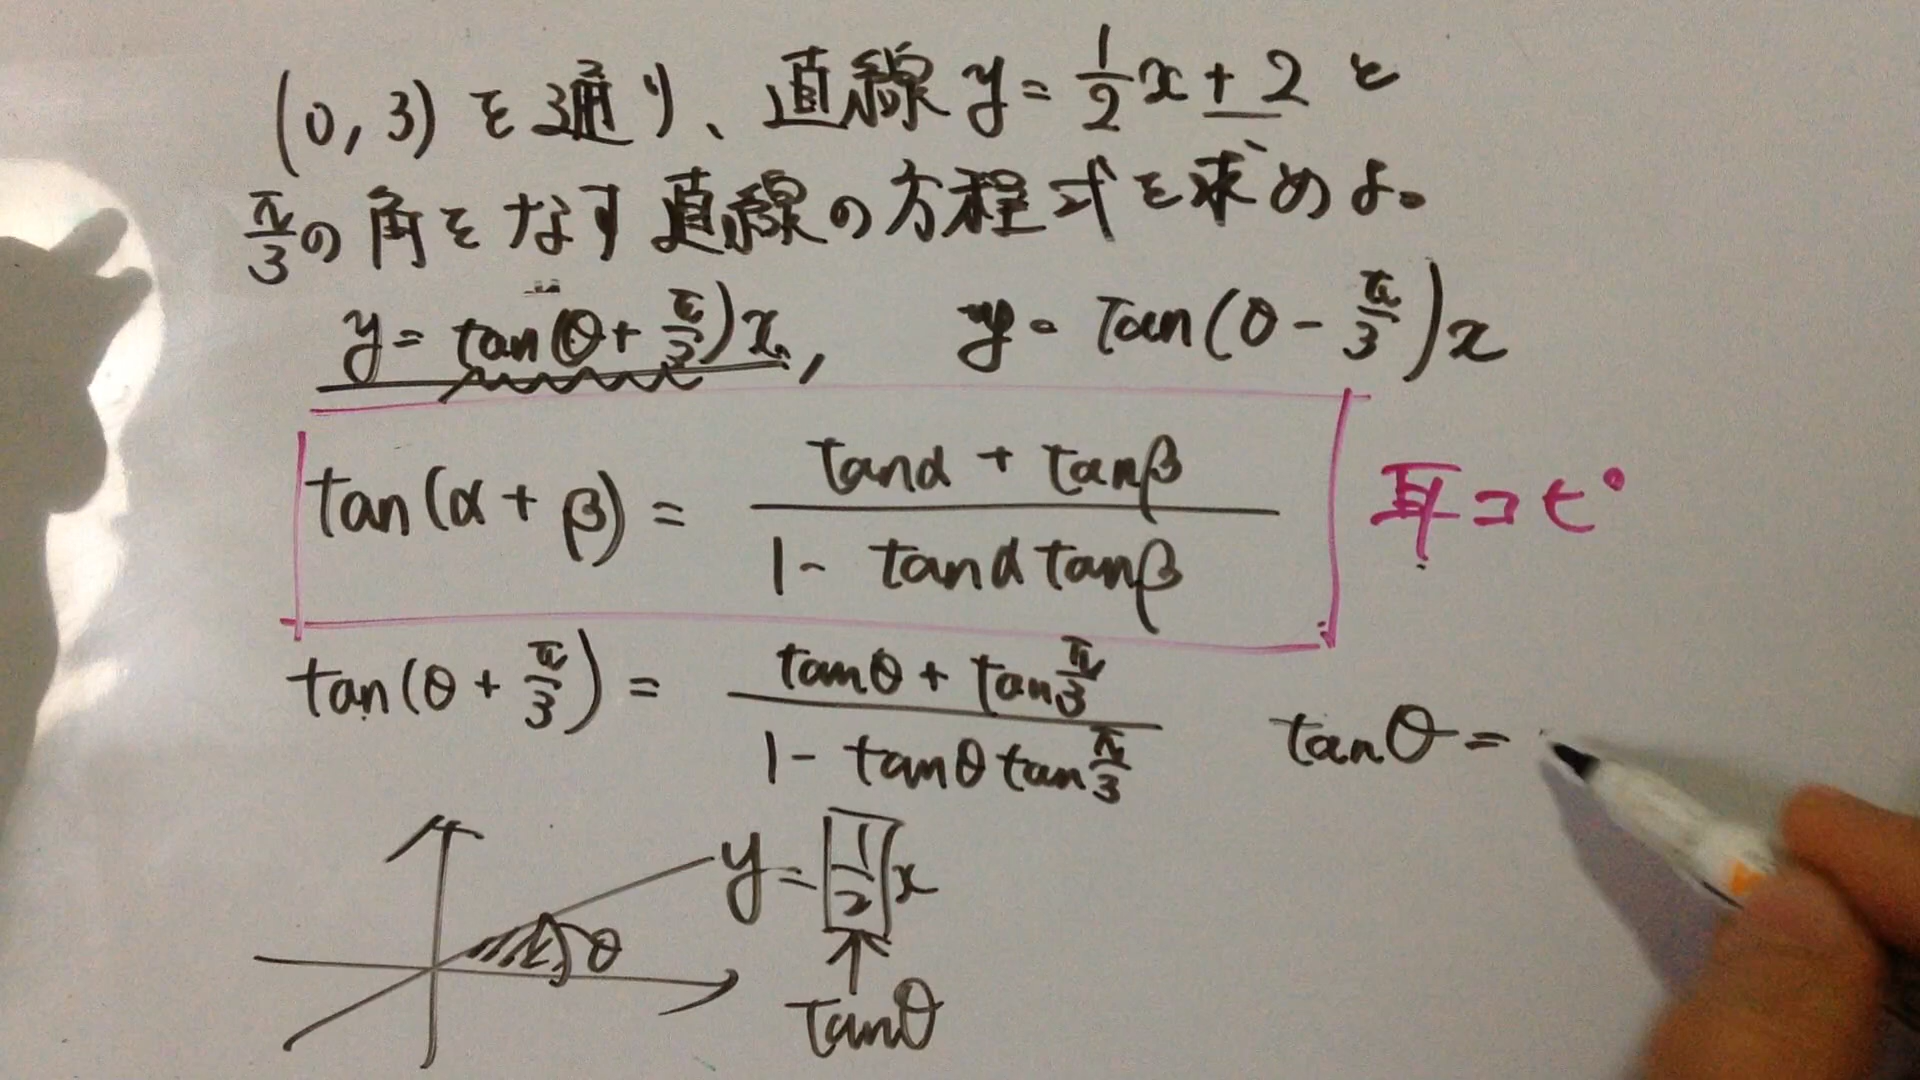 (0, 3) を通り、直線 y = 1/2 x + 2 と
π/3 の角をなす直線の方程式を求めよ。
y = tan(θ + π/3)x, y = tan(θ - π/3)x
tan(α + β) = (tanα + tanβ)/(1 - tanα tanβ) 耳コピ
tan(θ + π/3) = (tanθ + tan π/3)/(1 - tanθ tan π/3) tanθ =
y = 1/2 x
θ
tanθ